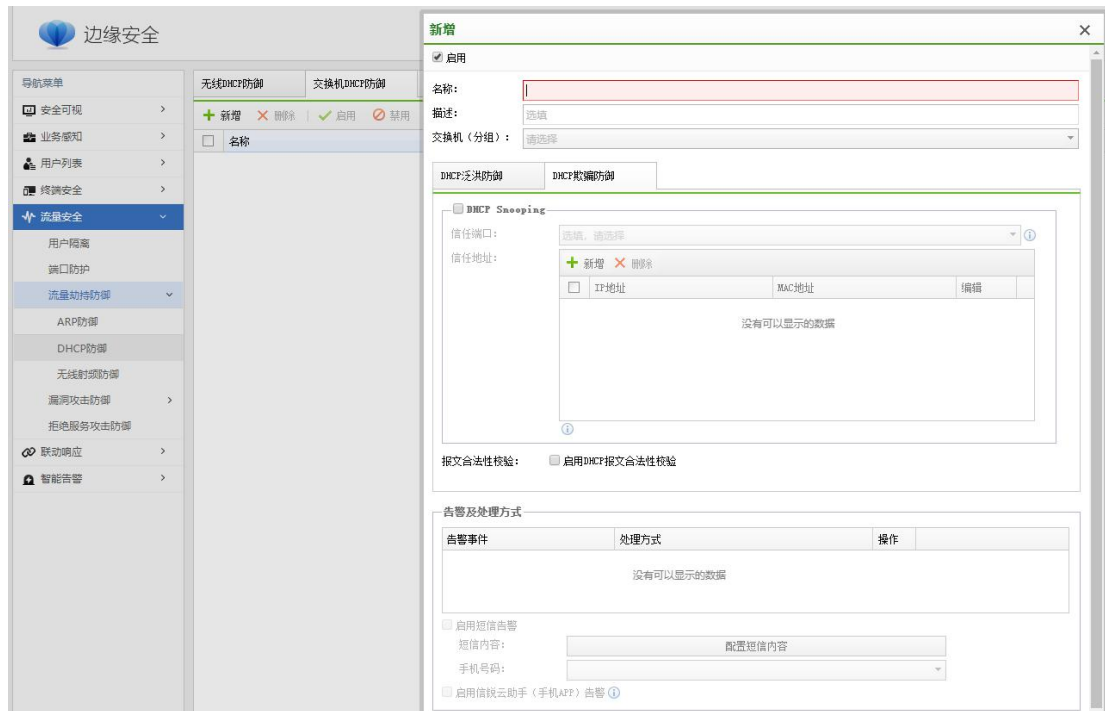 边缘安全
导航菜单
安全可视
业务感知
用户列表
终端安全
流量安全
用户隔离
端口防护
流量劫持防御
ARP防御
DHCP防御
无线射频防御
漏洞攻击防御
拒绝服务攻击防御
联动响应
智能告警
无线DHCP防御 交换机DHCP防御
新增 删除 启用 禁用
名称
新增
启用
名称:
描述: 选填
交换机（分组）: 请选择
DHCP泛洪防御 DHCP欺骗防御
DHCP Snooping
信任端口: 选填，请选择
信任地址: 新增 删除
IP地址 MAC地址 编辑
没有可以显示的数据
报文合法性校验: 启用DHCP报文合法性校验
告警及处理方式
告警事件 处理方式 操作
没有可以显示的数据
启用短信告警
短信内容: 配置短信内容
手机号码:
启用信锐云助手（手机APP）告警